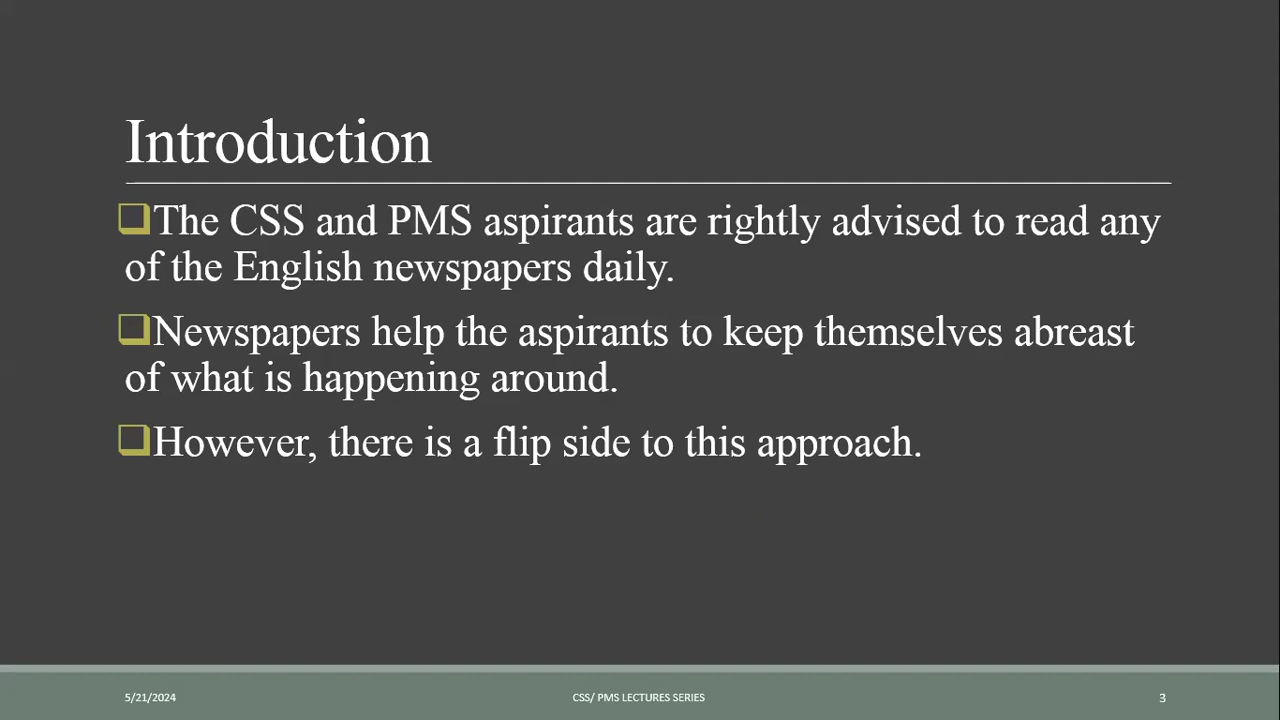 Introduction
The CSS and PMS aspirants are rightly advised to read any
of the English newspapers daily.
Newspapers help the aspirants to keep themselves abreast
of what is happening around.
However, there is a flip side to this approach.
5/21/2024
CSS/ PMS LECTURES SERIES
3